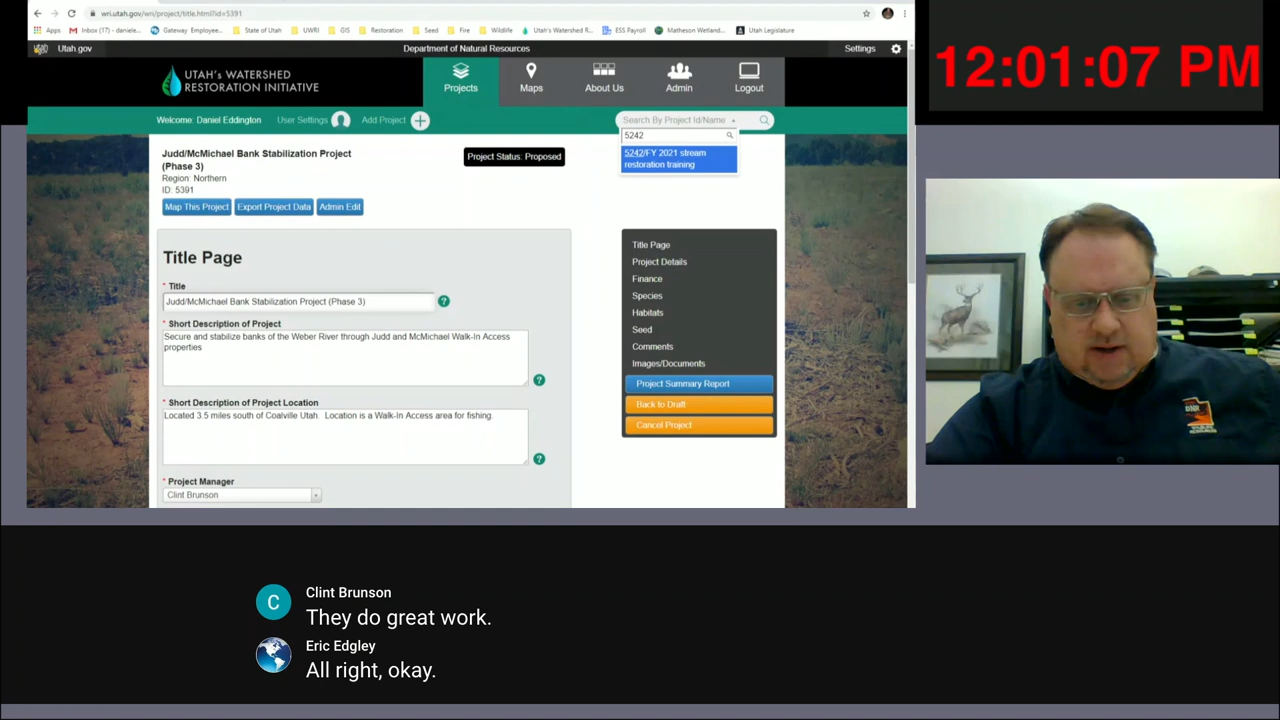 wri.utah.gov/wri/project/title.html?id=5391
Apps
Inbox (17) - daniele...
Gateway Employee...
State of Utah
UWRI
GIS
Restoration
Seed
Fire
Wildlife
Utah's Watershed R...
ESS Payroll
Matheson Wetland...
Utah Legislature
Utah.gov
Department of Natural Resources
Settings
12:01:07 PM
UTAH'S WATERSHED
RESTORATION INITIATIVE
Projects
Maps
About Us
Admin
Logout
Welcome: Daniel Eddington
User Settings
Add Project
Search By Project Id/Name
5242
5242/FY 2021 stream
restoration training
Judd/McMichael Bank Stabilization Project
(Phase 3)
Region: Northern
ID: 5391
Project Status: Proposed
Map This Project
Export Project Data
Admin Edit
Title Page
* Title
Judd/McMichael Bank Stabilization Project (Phase 3)
* Short Description of Project
Secure and stabilize banks of the Weber River through Judd and McMichael Walk-In Access
properties
* Short Description of Project Location
Located 3.5 miles south of Coalville Utah. Location is a Walk-In Access area for fishing.
* Project Manager
Clint Brunson
Title Page
Project Details
Finance
Species
Habitats
Seed
Comments
Images/Documents
Project Summary Report
Back to Draft
Cancel Project
DNR
C
Clint Brunson
They do great work.
Eric Edgley
All right, okay.